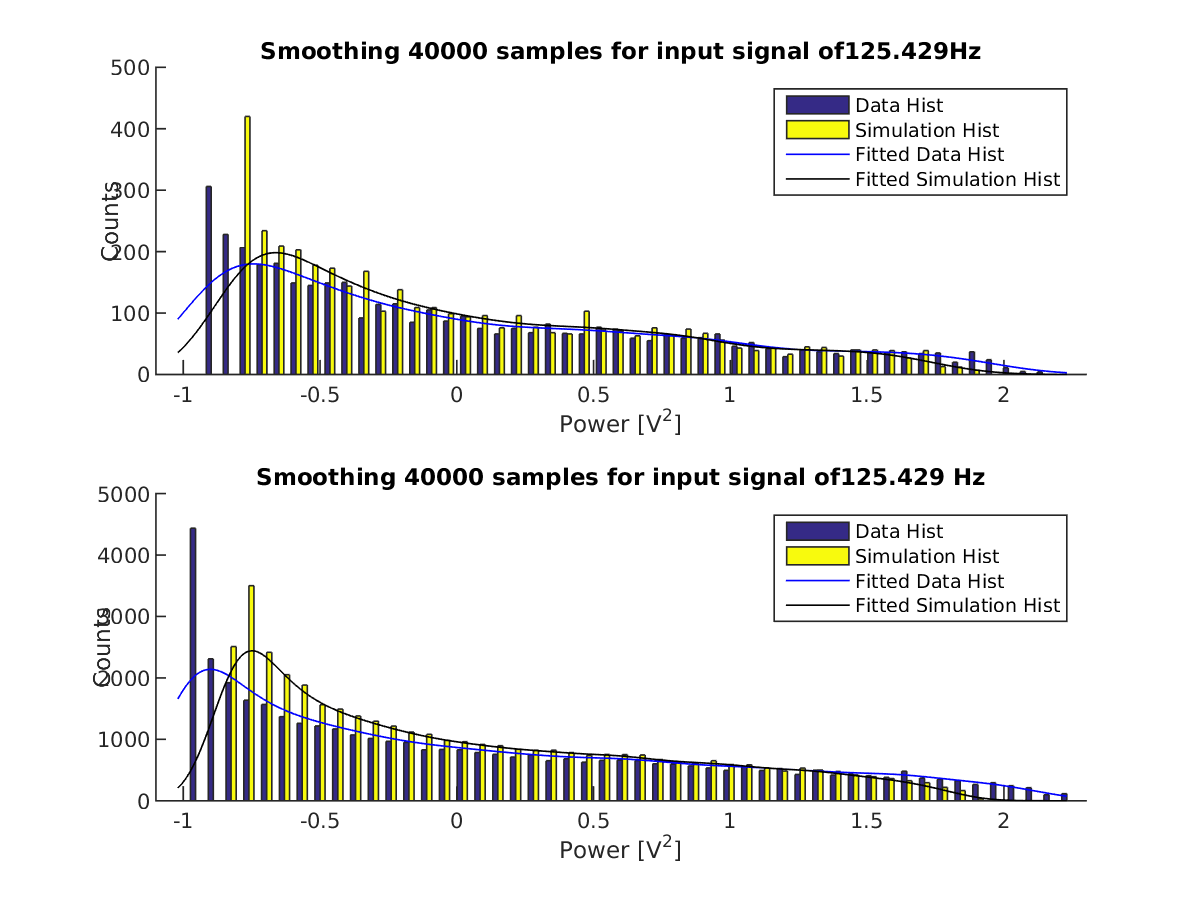 Smoothing 40000 samples for input signal of125.429Hz
500
400
300
200
100
0
Counts
Data Hist
Simulation Hist
Fitted Data Hist
Fitted Simulation Hist
-1 -0.5 0 0.5 1 1.5 2
Power [V2]
Smoothing 40000 samples for input signal of125.429 Hz
5000
4000
3000
2000
1000
0
Counts
Data Hist
Simulation Hist
Fitted Data Hist
Fitted Simulation Hist
-1 -0.5 0 0.5 1 1.5 2
Power [V2]